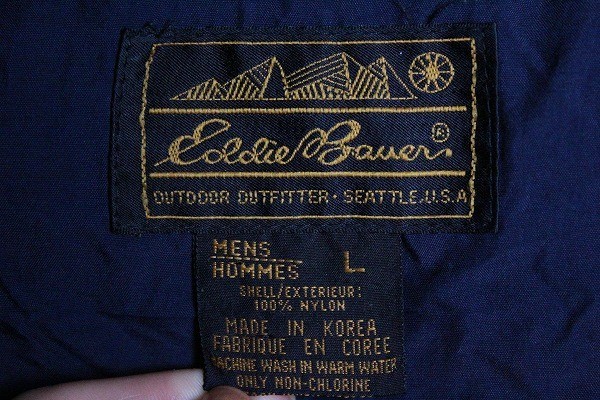 Eddie Bauer®
OUTDOOR OUTFITTER · SEATTLE, U.S.A
MENS
HOMMES L
SHELL/EXTERIEUR:
100% NYLON
MADE IN KOREA
FABRIQUE EN COREE
MACHINE WASH IN WARM WATER
ONLY NON-CHLORINE